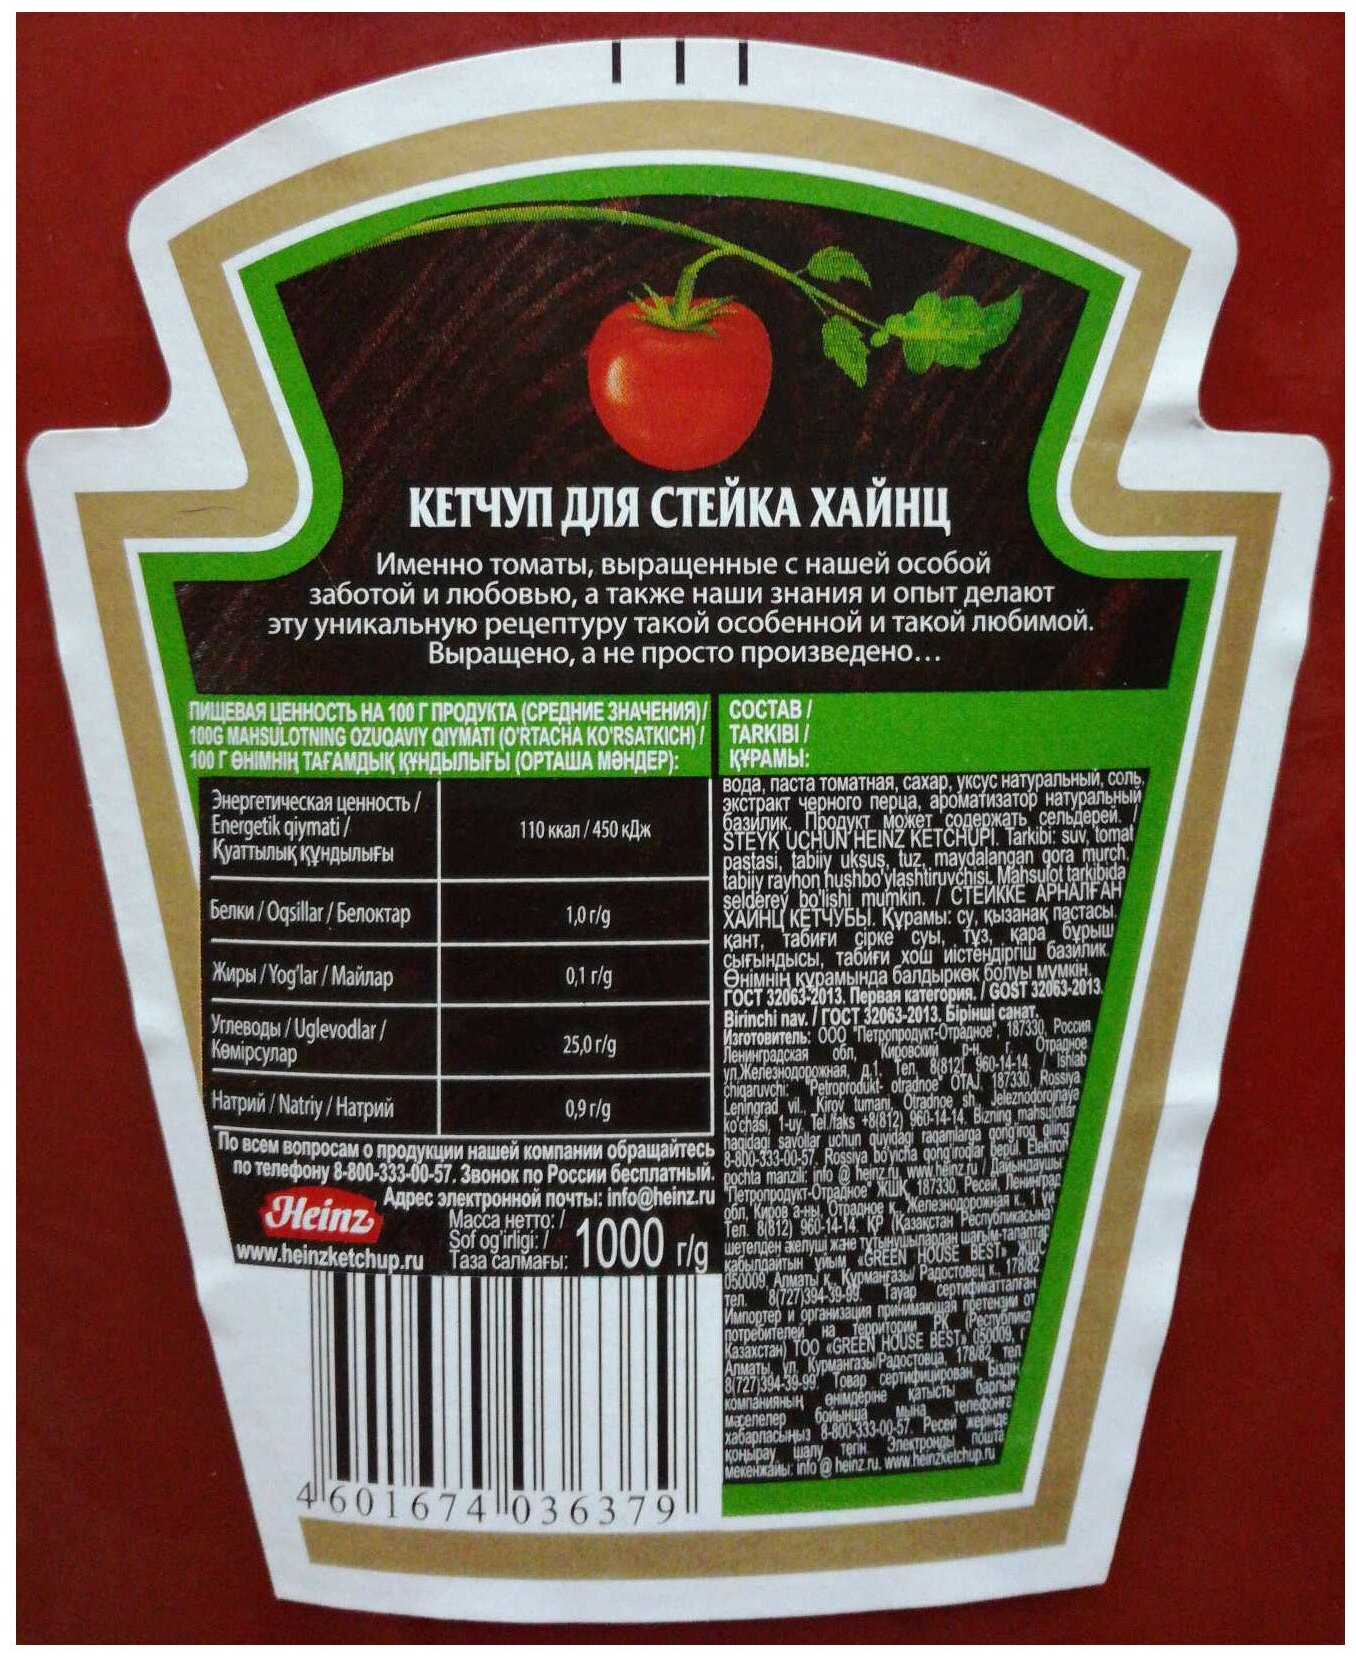 КЕТЧУП ДЛЯ СТЕЙКА ХАЙНЦ
Именно томаты, выращенные с нашей особой
заботой и любовью, а также наши знания и опыт делают
эту уникальную рецептуру такой особенной и такой любимой.
Выращено, а не просто произведено...
ПИЩЕВАЯ ЦЕННОСТЬ НА 100 Г ПРОДУКТА (СРЕДНИЕ ЗНАЧЕНИЯ)/
100G MAHSULOTNING OZUQAVIY QIYMATI (O'RTACHA KO'RSATKICH) /
100 Г ӨНІМНІҢ ТАҒАМДЫҚ ҚҰНДЫЛЫҒЫ (ОРТАША МӘНДЕР):
Энергетическая ценность /
Energetik qiymati /
Қуаттылық құндылығы
110 ккал / 450 кДж
Белки / Oqsillar / Белоктар
1,0 г/g
Жиры / Yog'lar / Майлар
0,1 г/g
Углеводы / Uglevodlar /
Көмірсулар
25,0 г/g
Натрий / Natriy / Натрий
0,9 г/g
По всем вопросам о продукции нашей компании обращайтесь
по телефону 8-800-333-00-57. Звонок по России бесплатный.
Адрес электронной почты: info@heinz.ru
Heinz
www.heinzketchup.ru
Масса нетто: /
Sof og'irligi: /
Таза салмағы:
1000 г/g
4 601674 036379
СОСТАВ /
TARKIBI /
ҚҰРАМЫ:
вода, паста томатная, сахар, уксус натуральный, соль,
экстракт черного перца, ароматизатор натуральный
базилик. Продукт может содержать сельдерей. /
STEYK UCHUN HEINZ KETCHUPI. Tarkibi: suv, tomat
pastasi, tabiiy uksus, tuz, maydalangan qora murch,
tabiiy rayhon hushbo'ylashtiruvchisi. Mahsulot tarkibida
selderey bo'lishi mumkin. / СТЕЙККЕ АРНАЛҒАН
ХАЙНЦ КЕТЧУБЫ. Құрамы: су, қызанақ пастасы,
қант, табиғи сірке суы, тұз, қара бұрыш
сығындысы, табиғи хош иістендіргіш базилик.
Өнімнің құрамында балдыркөк болуы мүмкін.
ГОСТ 32063-2013. Первая категория. / GOST 32063-2013.
Birinchi nav. / ГОСТ 32063-2013. Бірінші санат.
Изготовитель: ООО "Петропродукт-Отрадное", 187330, Россия,
Ленинградская обл., Кировский р-н, г. Отрадное
ул.Железнодорожная, д.1. Тел. 8(812) 960-14-14. / Ishlab
chiqaruvchi: "Petroprodukt- otradnoe" OTAJ, 187330, Rossiya,
Leningrad vil., Kirov tumani, Otradnoe sh., Jeleznodorojnaya
ko'chasi, 1-uy, Tel./faks +8(812) 960-14-14. Bizning mahsulotlar
haqidagi savollar uchun quyidagi raqamlarga qong'iroq qiling
8-800-333-00-57. Rossiya bo'yicha qong'iroqlar bepul. Elektron
pochta manzili: info @ heinz.ru, www.heinz.ru / Дайындаушы:
"Петропродукт-Отрадное" ЖШҚ, 187330, Ресей, Ленинград
обл., Киров а-ны, Отрадное қ., Железнодорожная к., 1 үй
Тел. 8(812) 960-14-14. ҚР (Қазақстан Республикасына)
шетелден әкелуші және тұтынушылардан шағым-талаптар
қабылдайтын ұйым «GREEN HOUSE BEST» ЖШС
050009, Алматы қ., Құрманғазы/ Радостовец к., 178/82
тел. 8(727)394-39-99. Тауар сертификатталған
Импортер и организация принимающая претензии от
потребителей на территории РК (Республика
Казахстан) ТОО «GREEN HOUSE BEST» 050009, г
Алматы, ул. Курмангазы/Радостовца, 178/82, тел
8(727)394-39-99. Товар сертифицирован. Біздің
компанияның өнімдеріне қатысты барлық
мәселелер бойынша мына телефонға
хабарласыңыз 8-800-333-00-57. Ресей жерінде
қоңырау шалу тегін Электронды пошта
мекенжайы: info @ heinz.ru. www.heinzketchup.ru